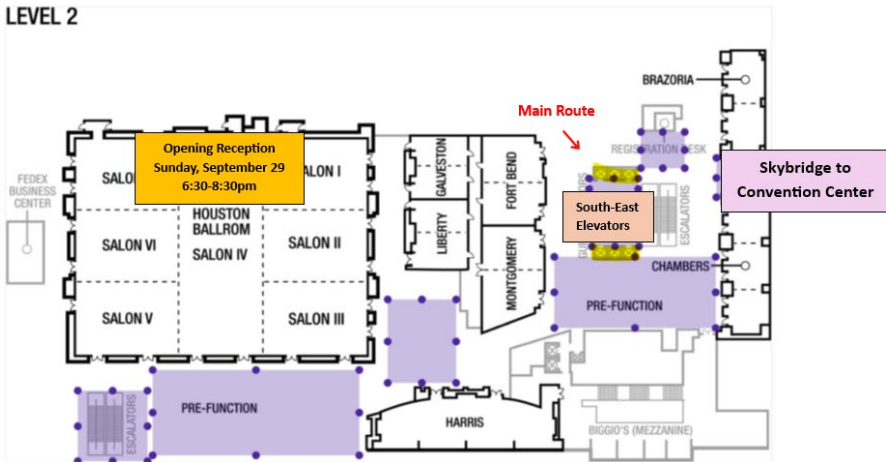 LEVEL 2
BRAZORIA
Main Route
REGISTRATION DESK
Opening Reception
Sunday, September 29
6:30-8:30pm
SALON I
FEDEX
BUSINESS
CENTER
HOUSTON
BALLROM
SALON VI
SALON IV
SALON II
SALON V
SALON III
GALVESTON
FORT BEND
LIBERTY
MONTGOMERY
South-East
Elevators
ESCALATORS
Skybridge to
Convention Center
CHAMBERS
PRE-FUNCTION
ESCALATORS
PRE-FUNCTION
HARRIS
BIGGIO'S (MEZZANINE)